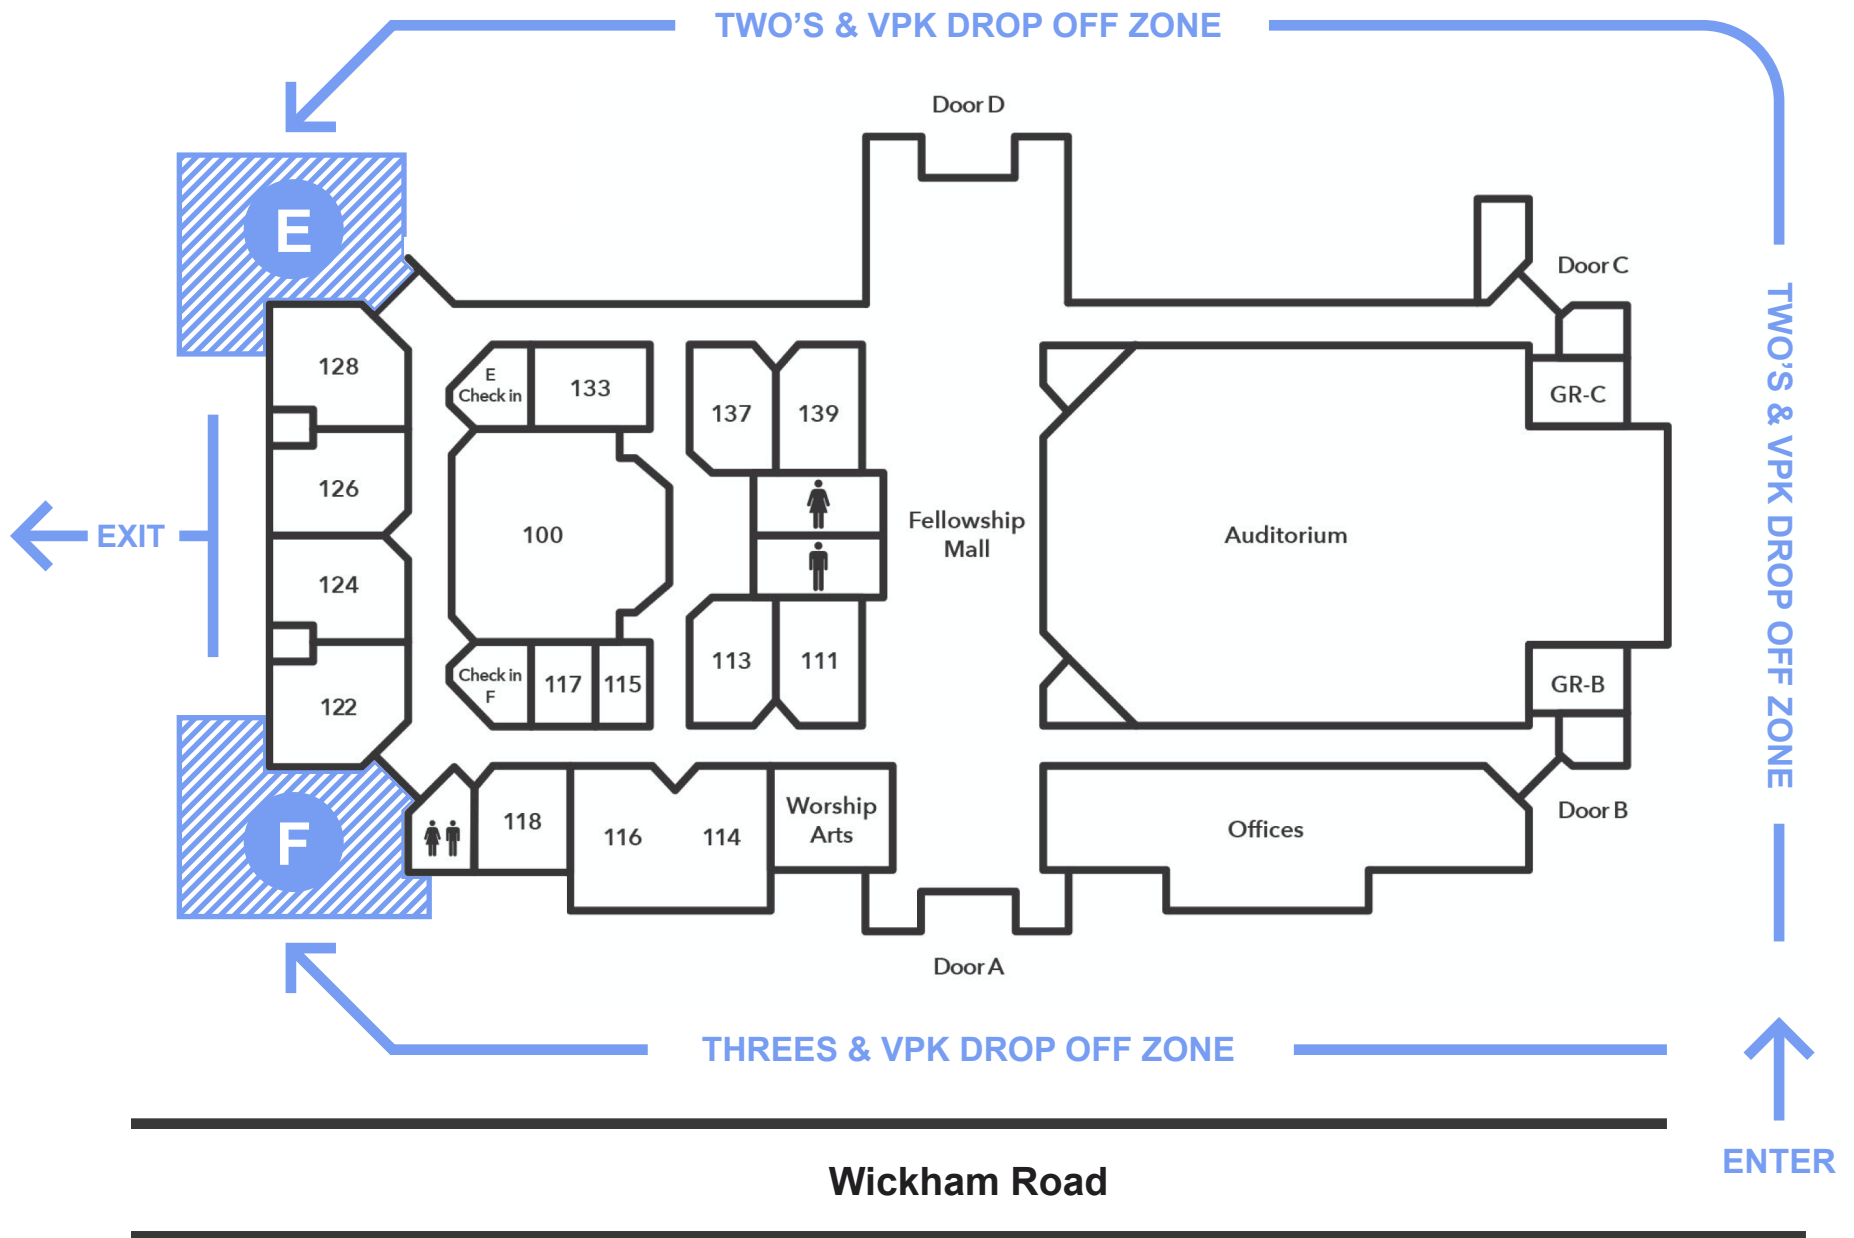 TWO’S & VPK DROP OFF ZONE
Door D
E
Door C
TWO’S & VPK DROP OFF ZONE
128
E
Check in
133
137
139
GR-C
126
100
Fellowship
Mall
Auditorium
EXIT
124
113
111
Check in
F
117
115
GR-B
122
118
116
114
Worship
Arts
Offices
Door B
F
Door A
THREES & VPK DROP OFF ZONE
ENTER
Wickham Road